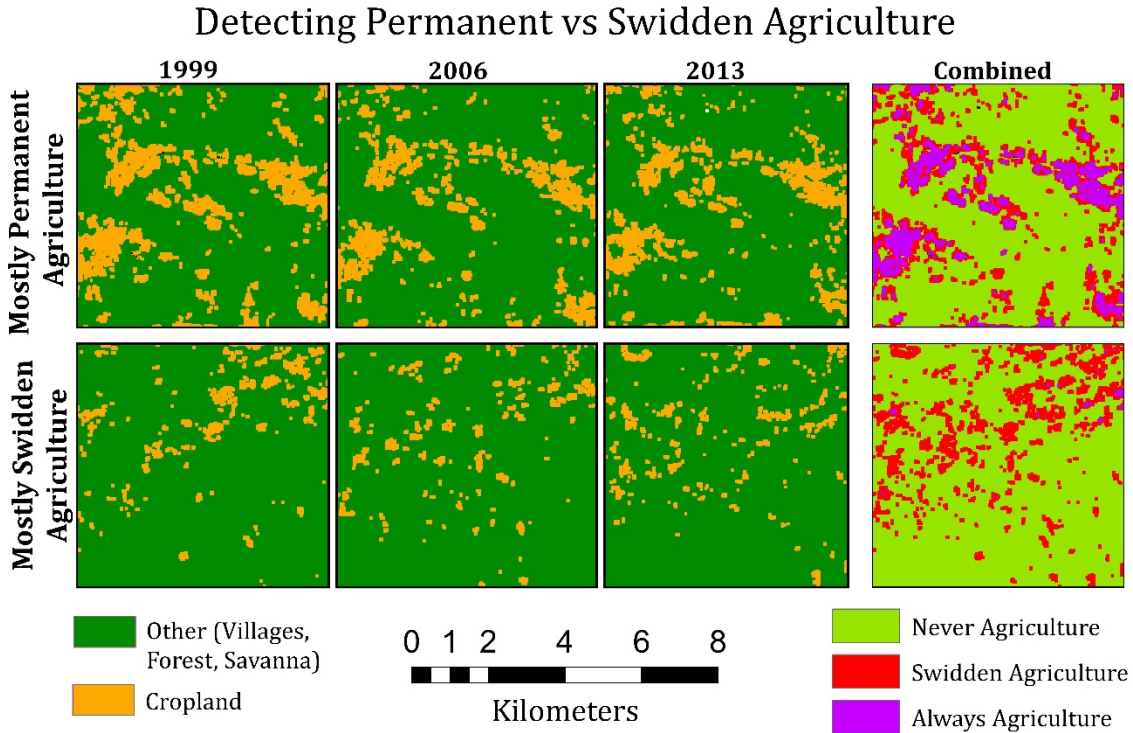 Detecting Permanent vs Swidden Agriculture
1999 2006 2013 Combined
Mostly Permanent
Agriculture
Mostly Swidden
Agriculture
Other (Villages,
Forest, Savanna)
Cropland
0 1 2 4 6 8
Kilometers
Never Agriculture
Swidden Agriculture
Always Agriculture